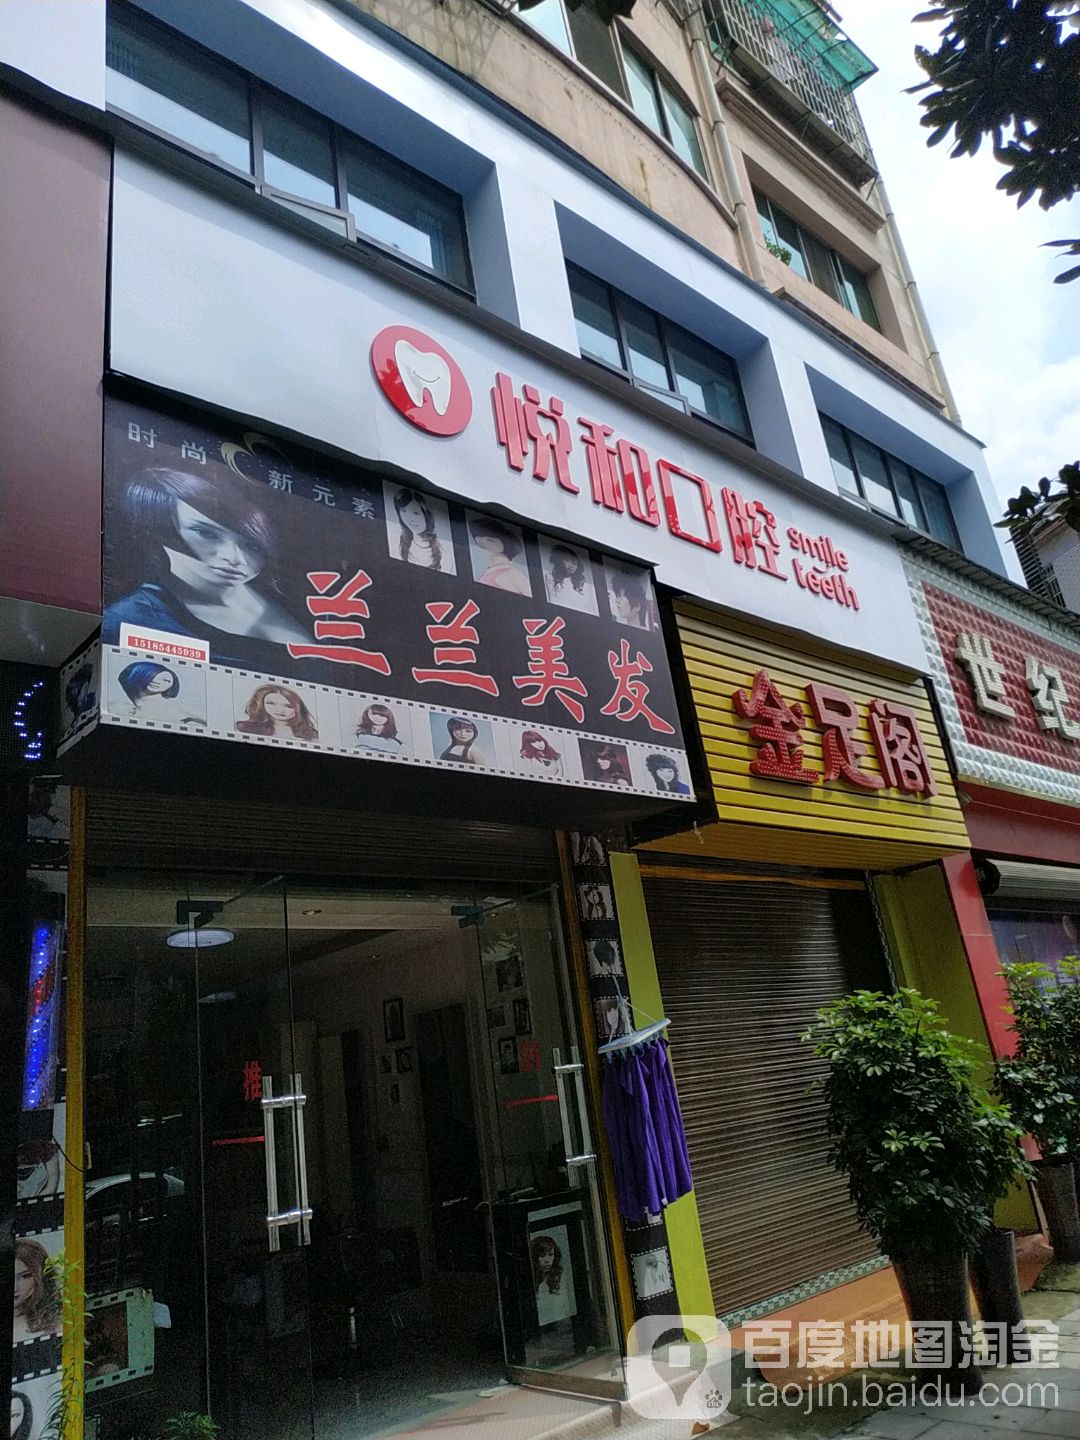 悦和口腔
smile
teeth
时尚
新元素
兰兰美发
15185445939
金足阁
世纪
推
百度地图淘金
taojin.baidu.com